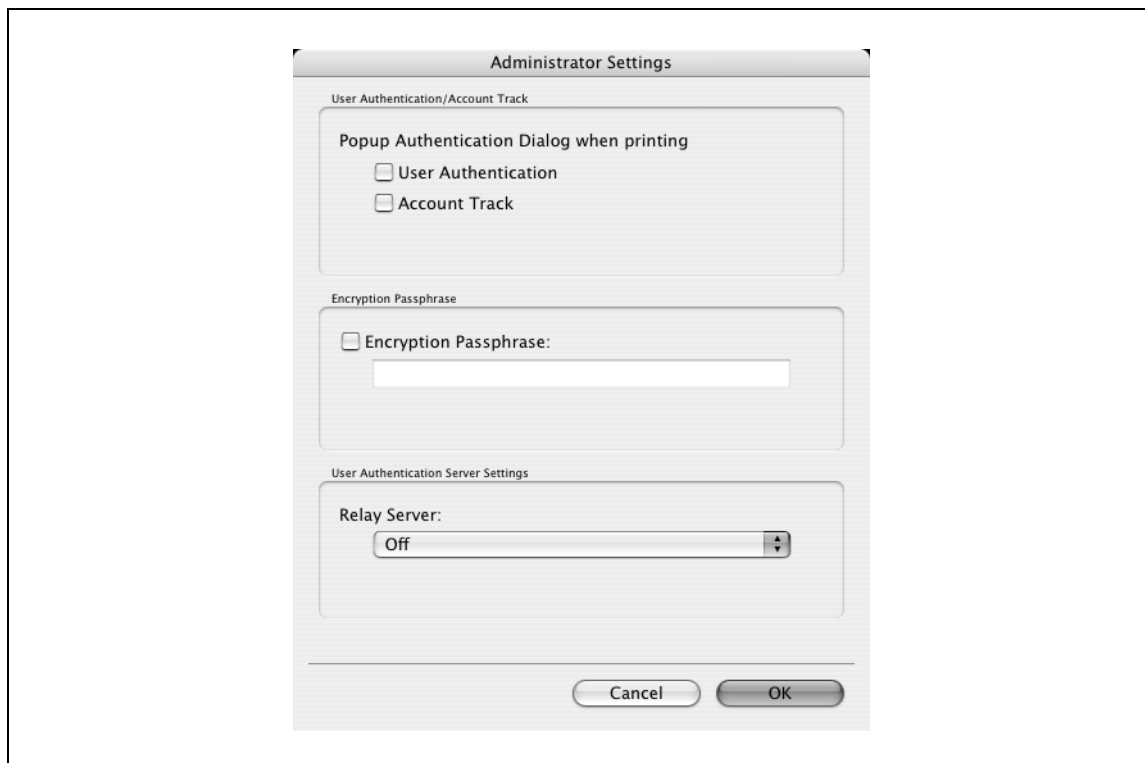 Administrator Settings
User Authentication/Account Track
Popup Authentication Dialog when printing
User Authentication
Account Track
Encryption Passphrase
Encryption Passphrase:
User Authentication Server Settings
Relay Server:
Off
Cancel
OK